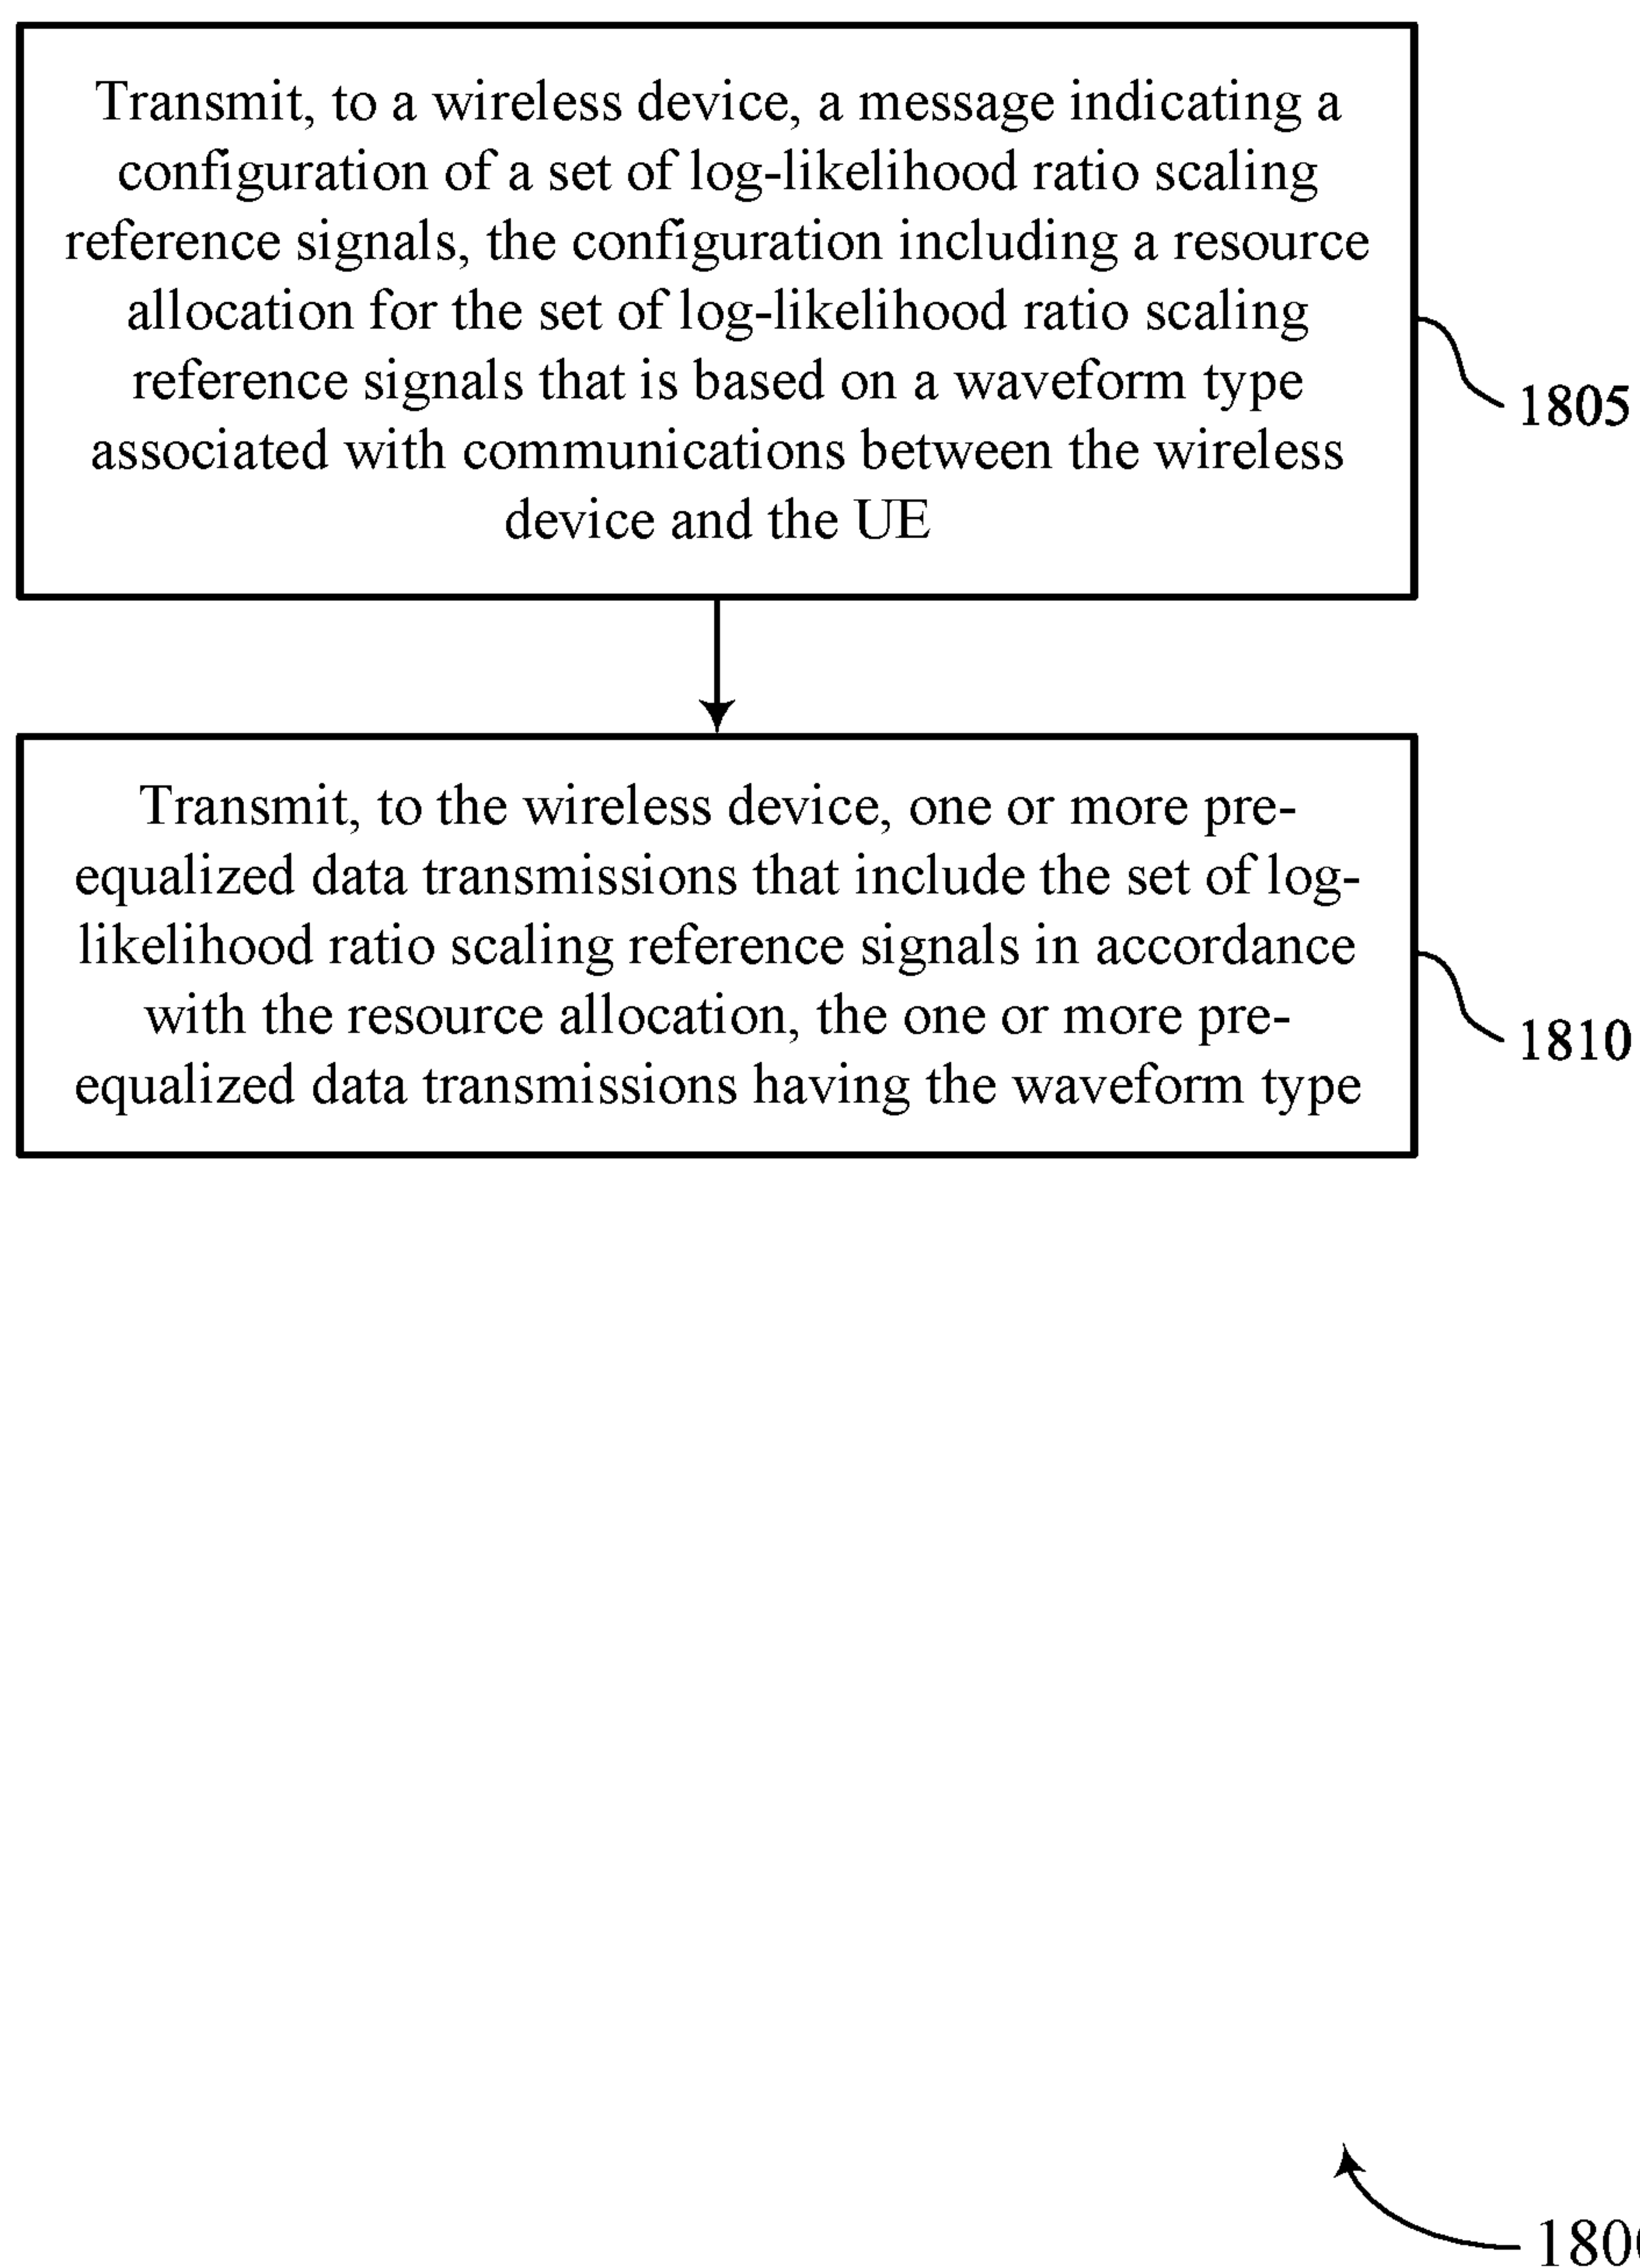 Transmit, to a wireless device, a message indicating a
configuration of a set of log-likelihood ratio scaling
reference signals, the configuration including a resource
allocation for the set of log-likelihood ratio scaling
reference signals that is based on a waveform type
associated with communications between the wireless
device and the UE
1805
Transmit, to the wireless device, one or more pre-
equalized data transmissions that include the set of log-
likelihood ratio scaling reference signals in accordance
with the resource allocation, the one or more pre-
equalized data transmissions having the waveform type
1810
1800